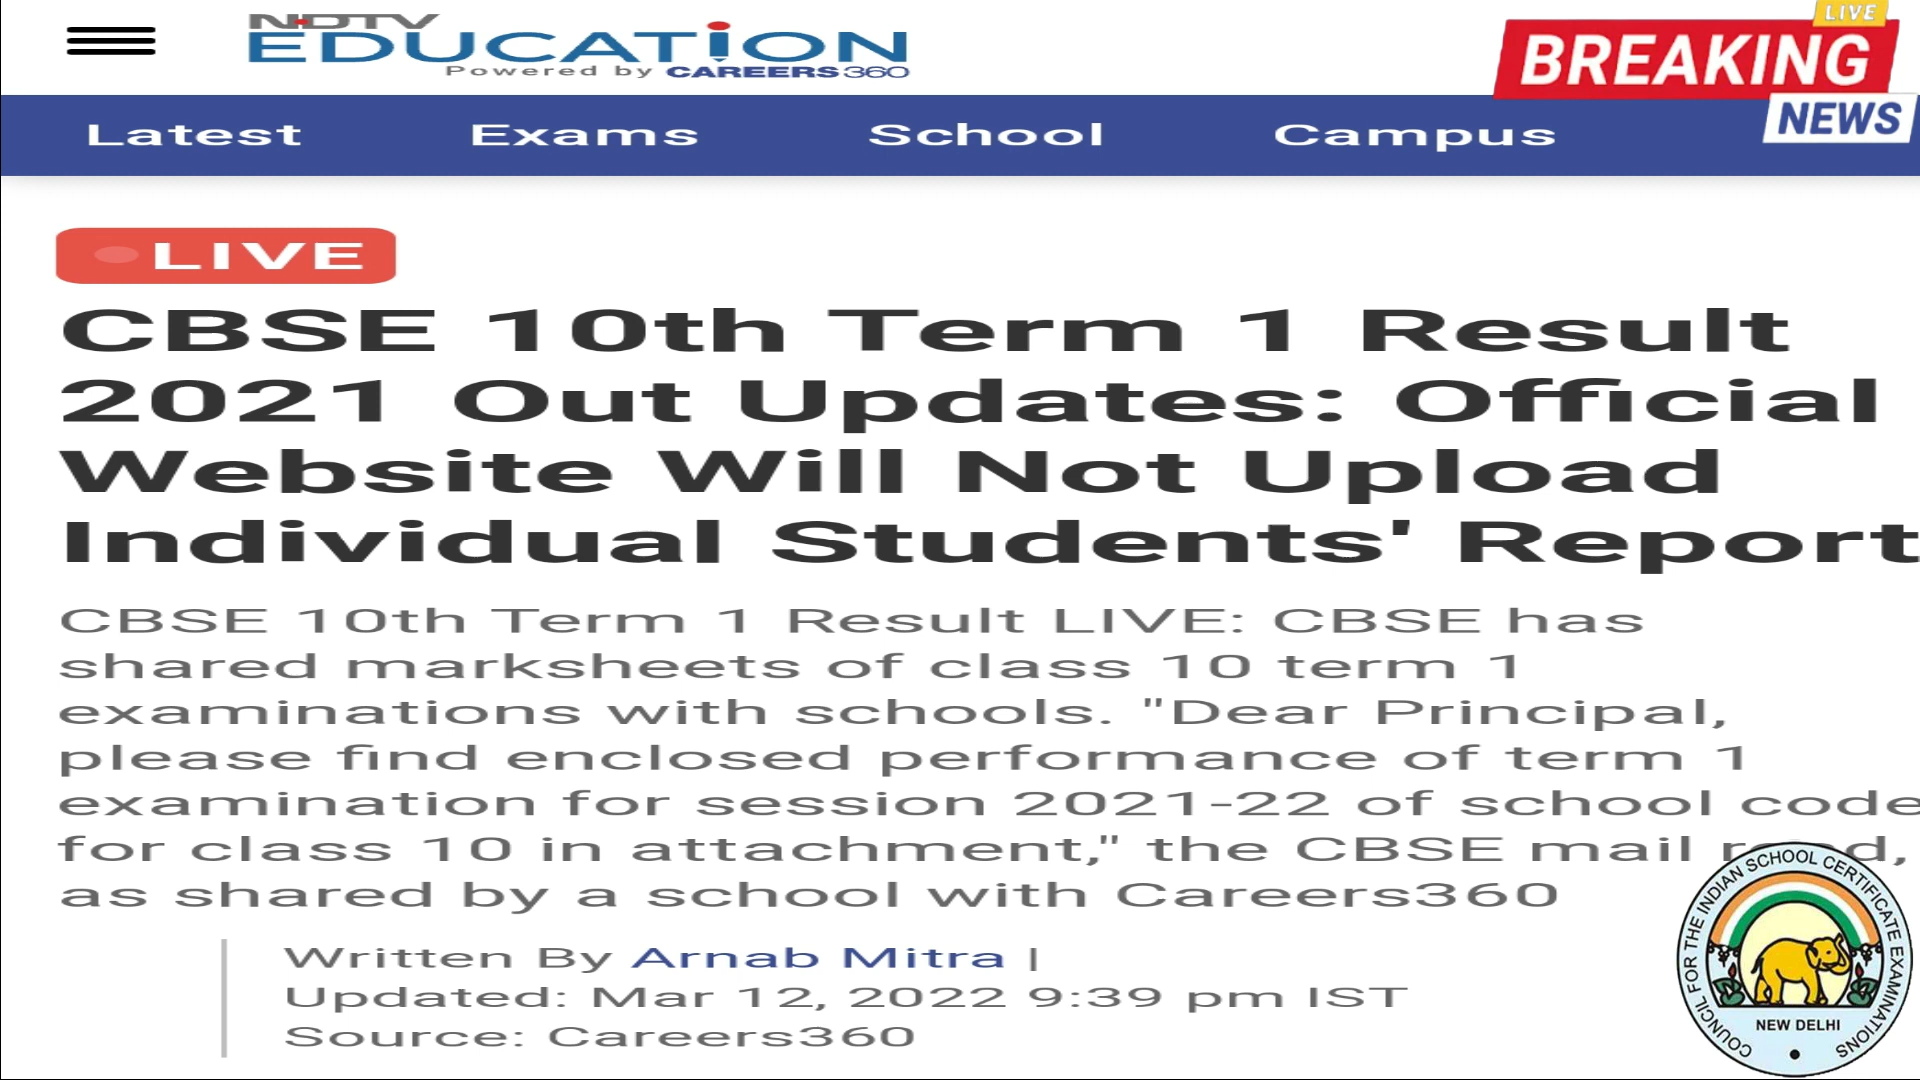 NDTV
EDUCATION
Powered by CAREERS360
LIVE
BREAKING
NEWS
Latest Exams School Campus
LIVE
CBSE 10th Term 1 Result
2021 Out Updates: Official
Website Will Not Upload
Individual Students' Report
CBSE 10th Term 1 Result LIVE: CBSE has
shared marksheets of class 10 term 1
examinations with schools. "Dear Principal,
please find enclosed performance of term 1
examination for session 2021-22 of school code
for class 10 in attachment," the CBSE mail
as shared by a school with Careers360
Written By Arnab Mitra |
Updated: Mar 12, 2022 9:39 pm IST
Source: Careers360
COUNCIL FOR THE INDIAN SCHOOL CERTIFICATE EXAMINATIONS
NEW DELHI